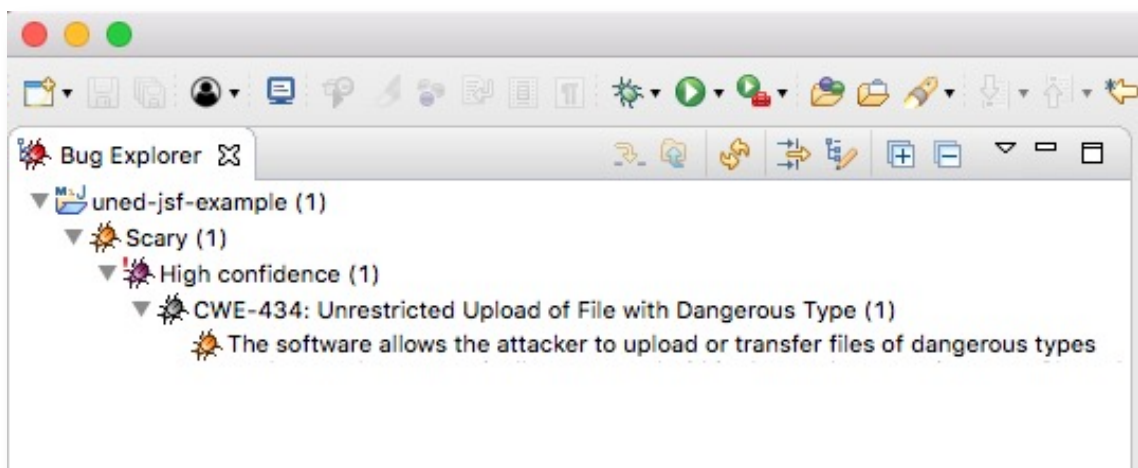 Bug Explorer
uned-jsf-example (1)
Scary (1)
High confidence (1)
CWE-434: Unrestricted Upload of File with Dangerous Type (1)
The software allows the attacker to upload or transfer files of dangerous types